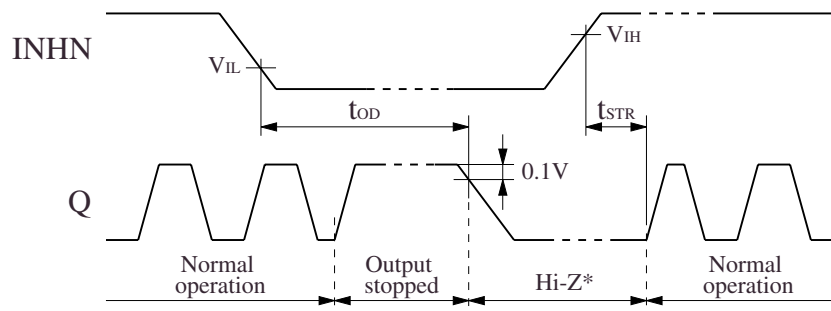 INHN
VIL
VIH
tOD
tSTR
0.1V
Q
Normal
operation
Output
stopped
Hi-Z*
Normal
operation